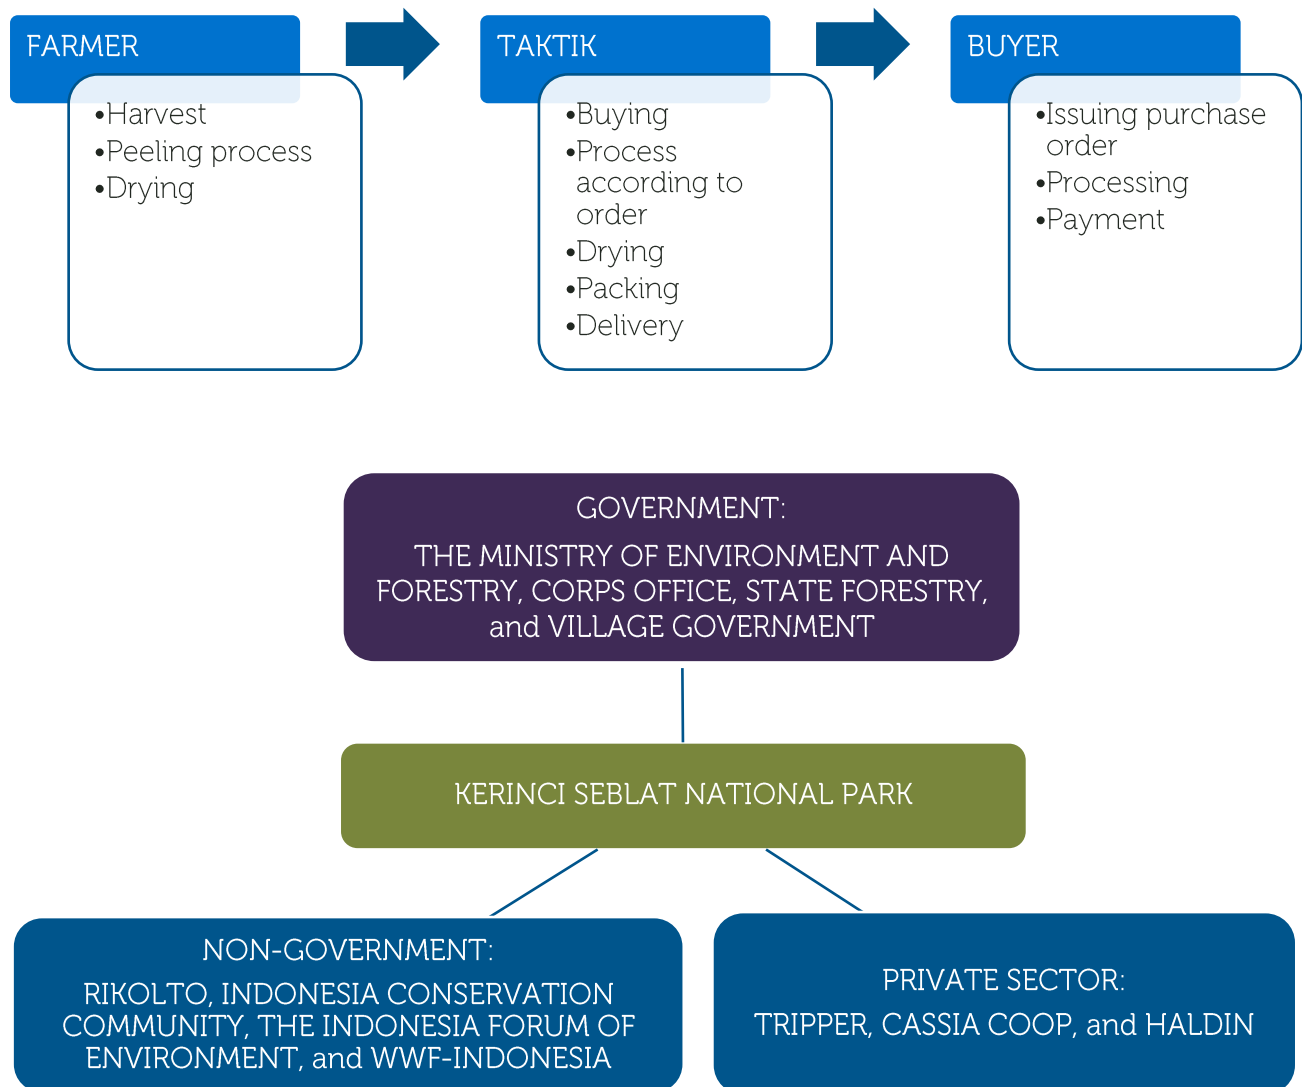 FARMER
•Harvest
•Peeling process
•Drying
TAKTIK
•Buying
•Process
according to
order
•Drying
•Packing
•Delivery
BUYER
•Issuing purchase
order
•Processing
•Payment
GOVERNMENT:
THE MINISTRY OF ENVIRONMENT AND
FORESTRY, CORPS OFFICE, STATE FORESTRY,
and VILLAGE GOVERNMENT
KERINCI SEBLAT NATIONAL PARK
NON-GOVERNMENT:
RIKOLTO, INDONESIA CONSERVATION
COMMUNITY, THE INDONESIA FORUM OF
ENVIRONMENT, and WWF-INDONESIA
PRIVATE SECTOR:
TRIPPER, CASSIA COOP, and HALDIN